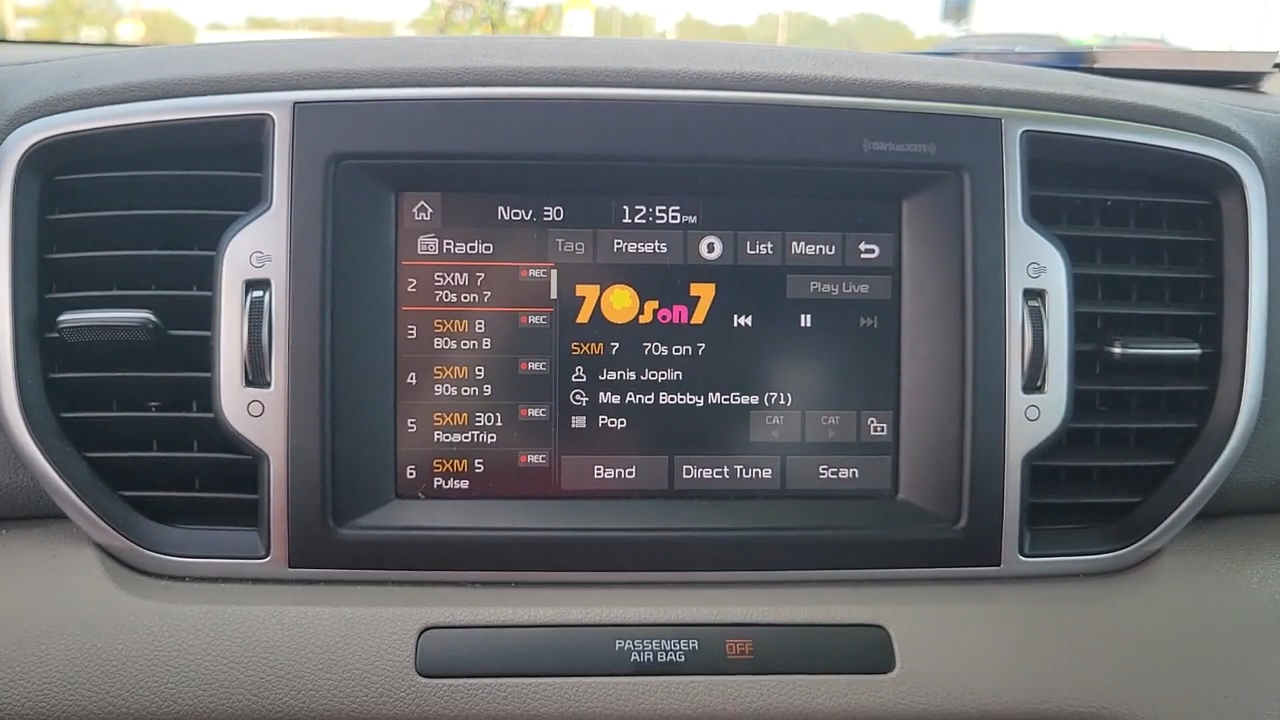 ((SiriusXM))
Nov. 30 12:56PM
Radio Tag Presets List Menu
2 SXM 7 REC
70s on 7
3 SXM 8 REC
80s on 8
4 SXM 9 REC
90s on 9
5 SXM 301 REC
RoadTrip
6 SXM 5 REC
Pulse
Play Live
70s on 7
SXM 7 70s on 7
Janis Joplin
Me And Bobby McGee (71)
Pop
CAT CAT
Band Direct Tune Scan
PASSENGER
AIR BAG OFF